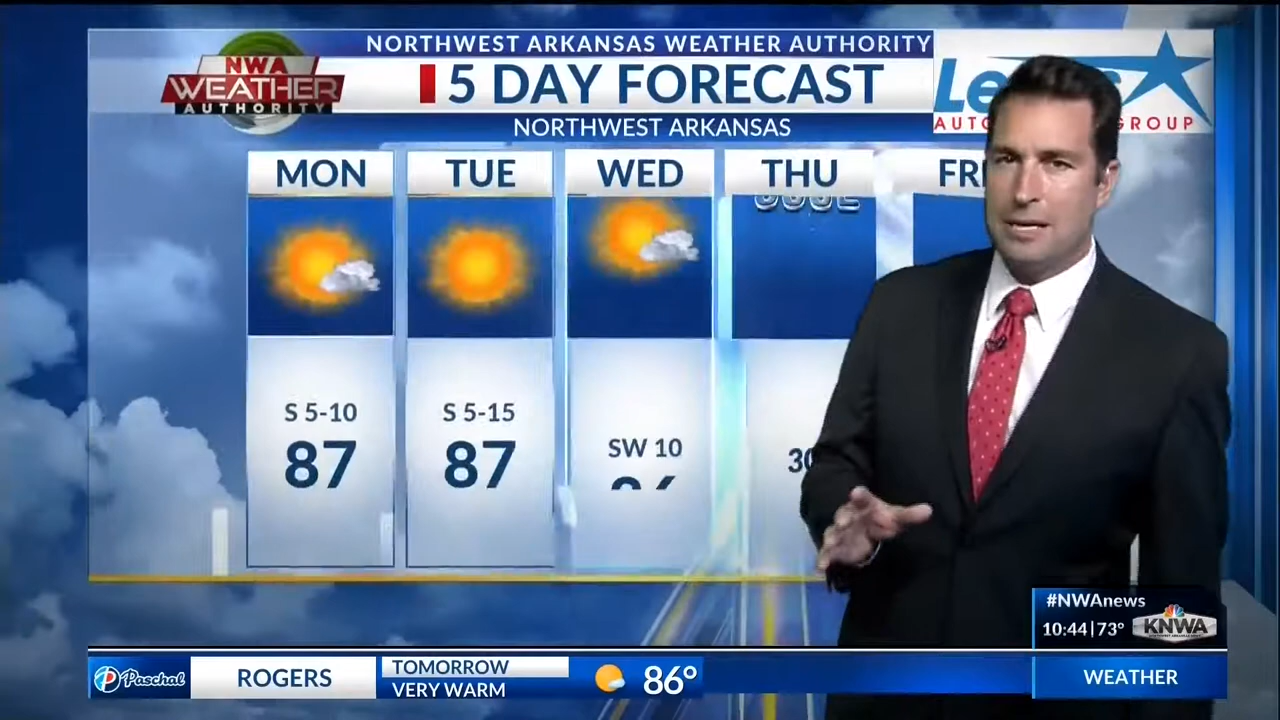 NORTHWEST ARKANSAS WEATHER AUTHORITY
NWA
WEATHER
AUTHORITY
5 DAY FORECAST
NORTHWEST ARKANSAS
GROUP
MON
TUE
WED
THU
S 5-10
87
S 5-15
87
SW 10
#NWAnews
10:44|73°
KNWA
Paschal
ROGERS
TOMORROW
VERY WARM
86°
WEATHER